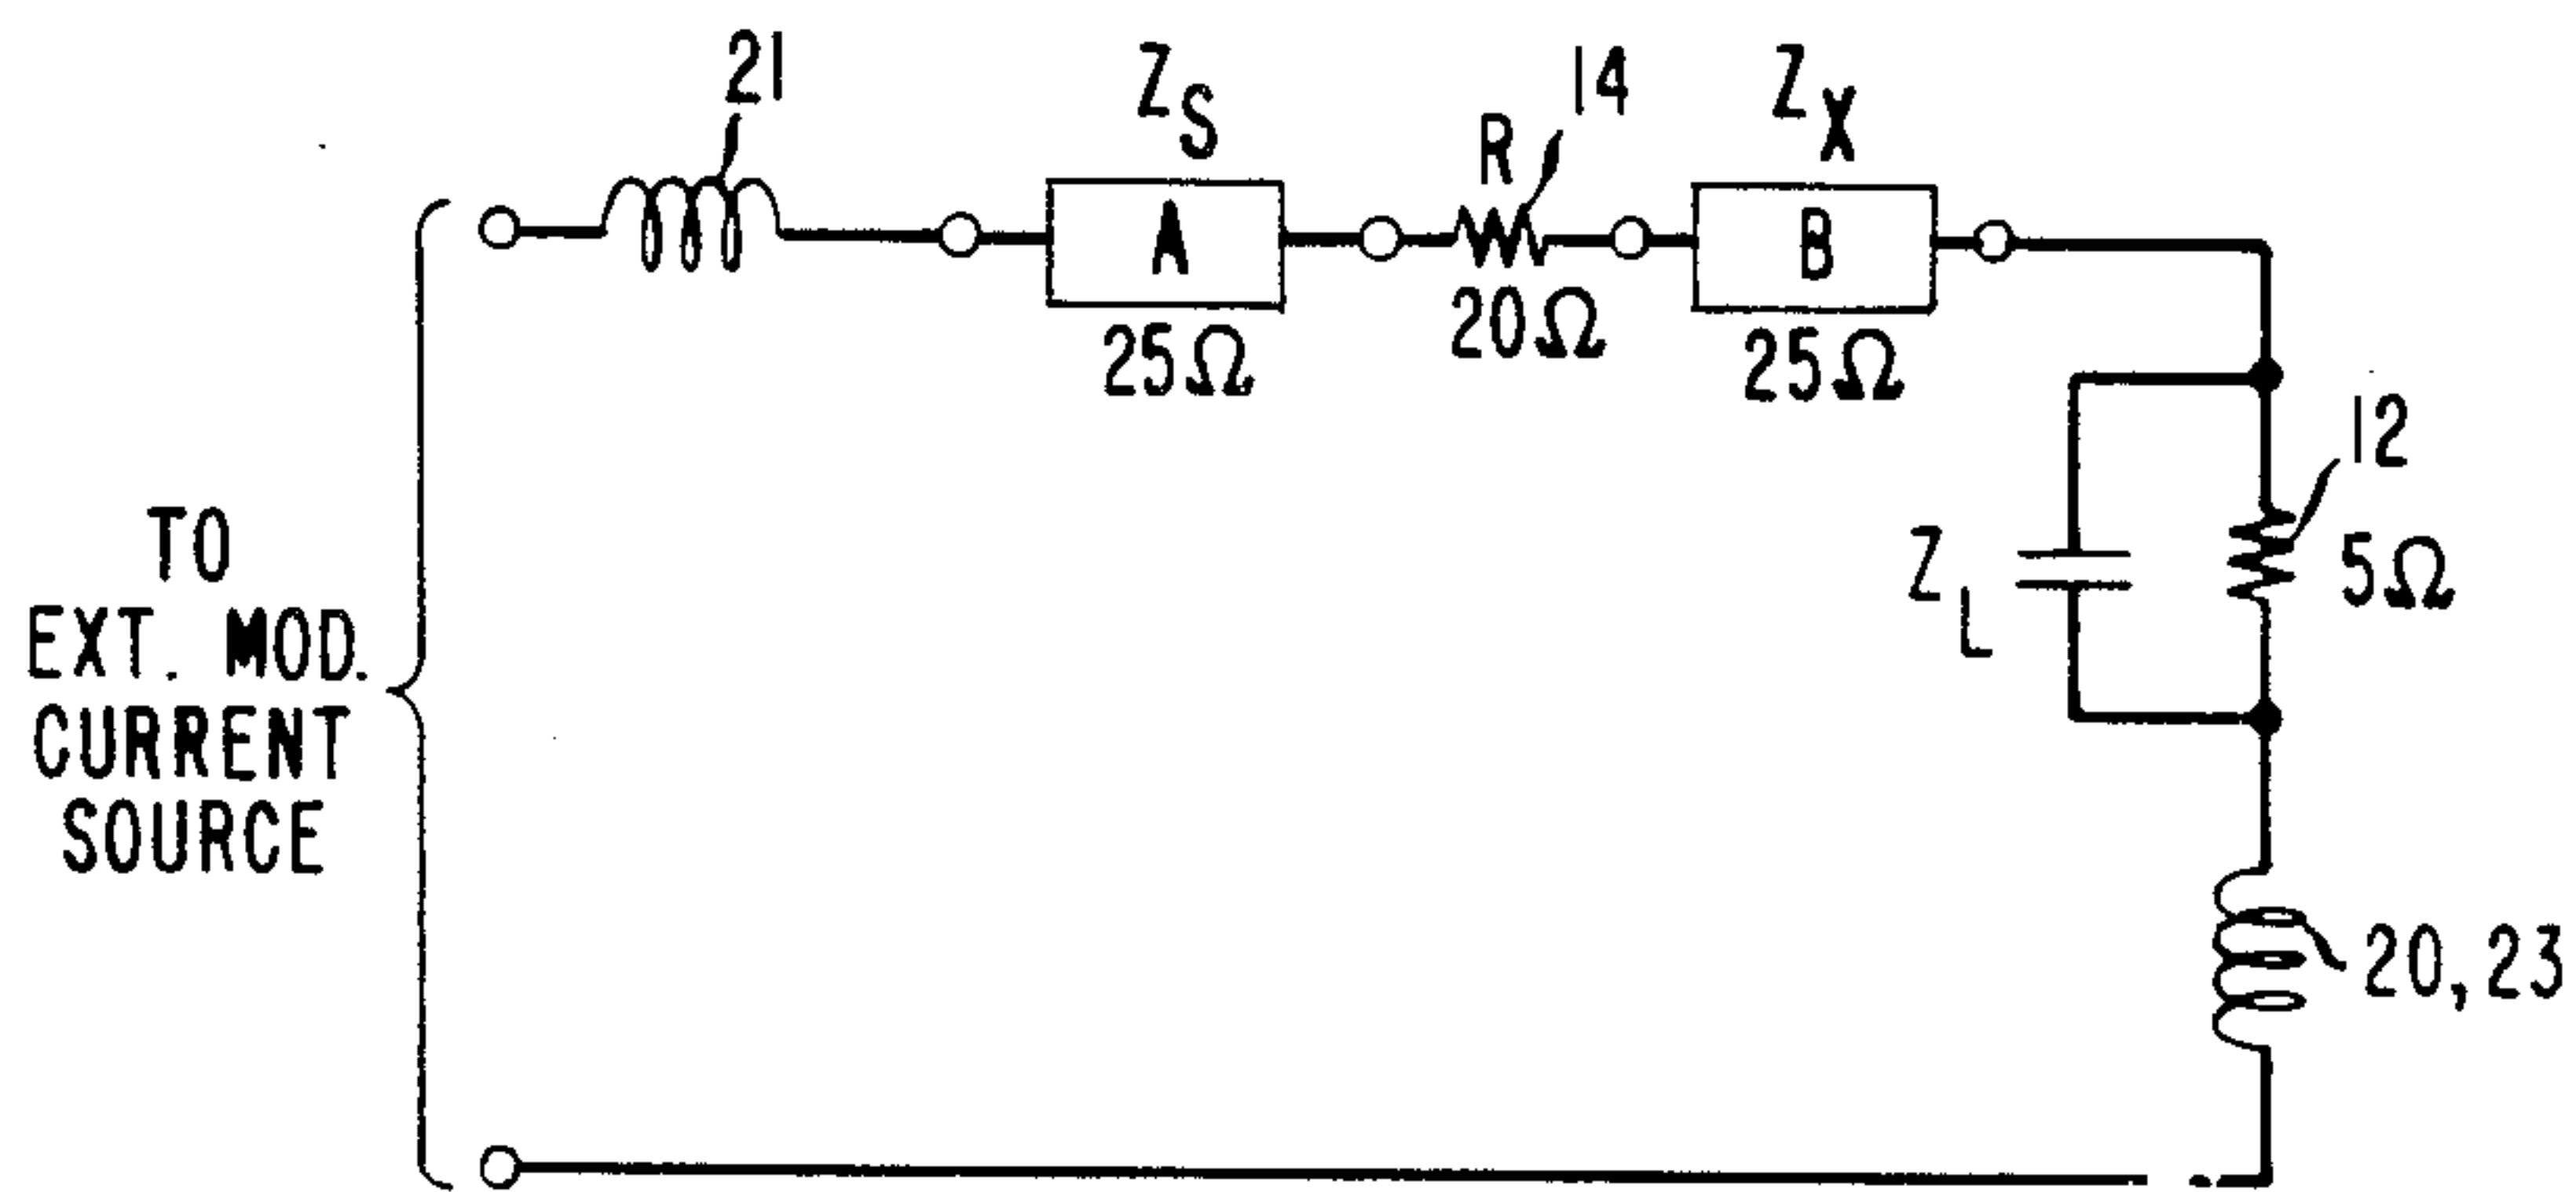 21
Z_S
A
25Ω
R
14
20Ω
Z_X
B
25Ω
TO
EXT. MOD.
CURRENT
SOURCE
Z_L
12
5Ω
20, 23